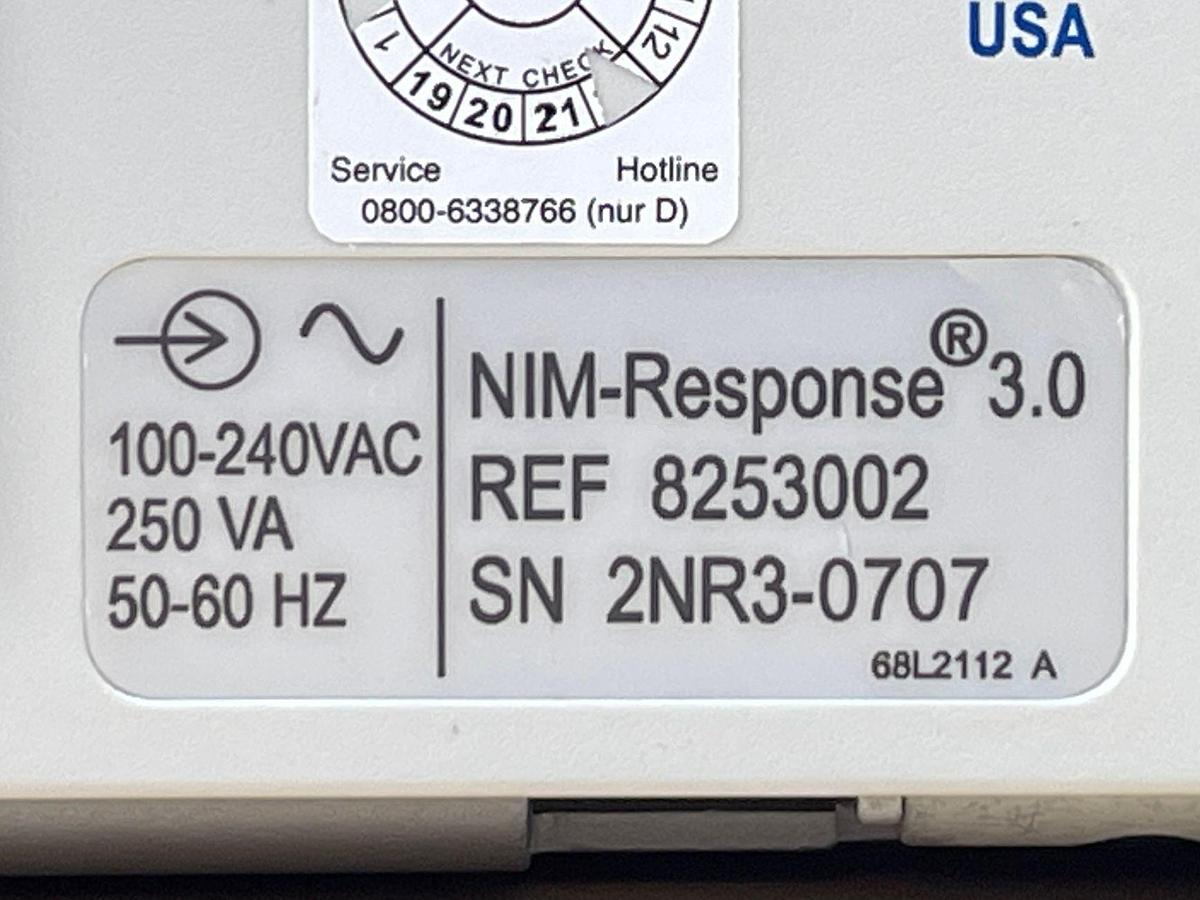 USA
1
12
NEXT CHECK
19 20 21
Service Hotline
0800-6338766 (nur D)
100-240VAC
250 VA
50-60 HZ
NIM-Response® 3.0
REF 8253002
SN 2NR3-0707
68L2112 A